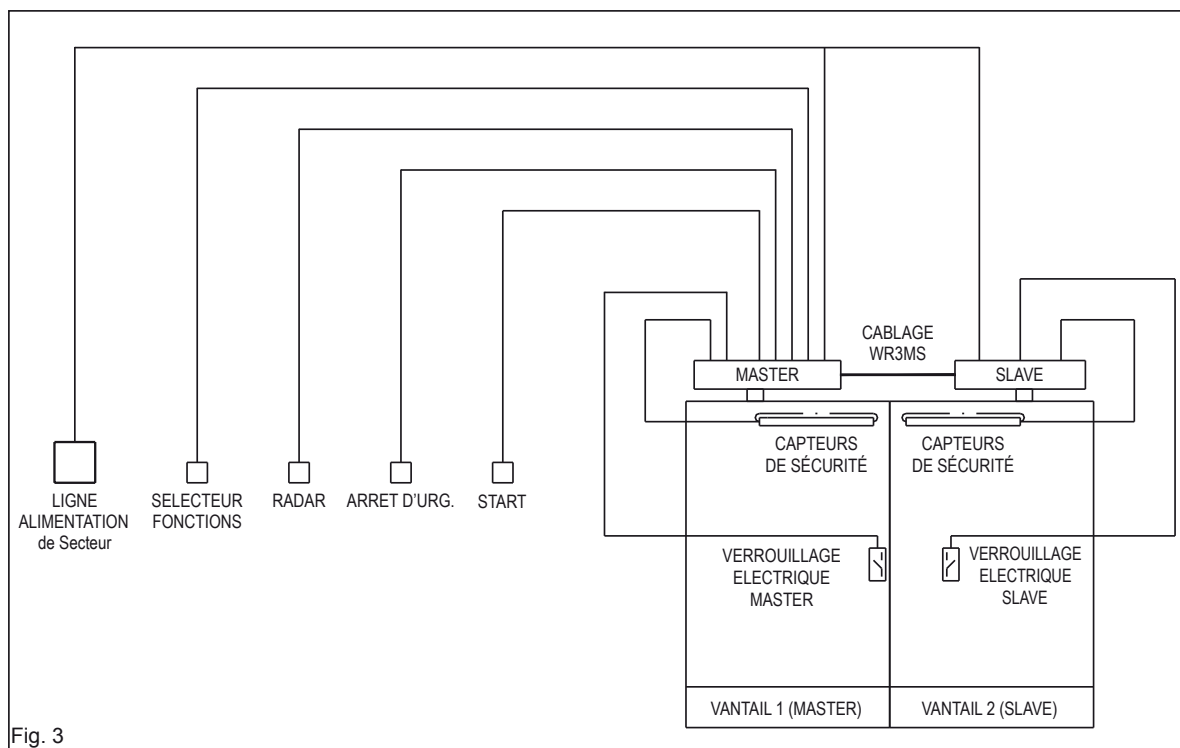 CABLAGE
WR3MS
MASTER
SLAVE
CAPTEURS
DE SÉCURITÉ
CAPTEURS
DE SÉCURITÉ
LIGNE
ALIMENTATION
de Secteur
SELECTEUR
FONCTIONS
RADAR
ARRET D'URG.
START
VERROUILLAGE
ELECTRIQUE
MASTER
VERROUILLAGE
ELECTRIQUE
SLAVE
VANTAIL 1 (MASTER)
VANTAIL 2 (SLAVE)
Fig. 3